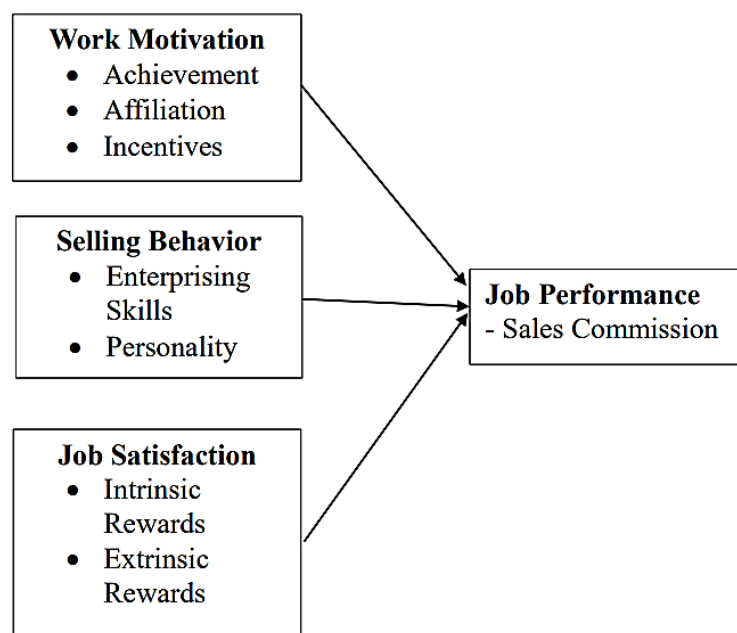 Work Motivation
• Achievement
• Affiliation
• Incentives
Selling Behavior
• Enterprising
Skills
• Personality
Job Satisfaction
• Intrinsic
Rewards
• Extrinsic
Rewards
Job Performance
- Sales Commission